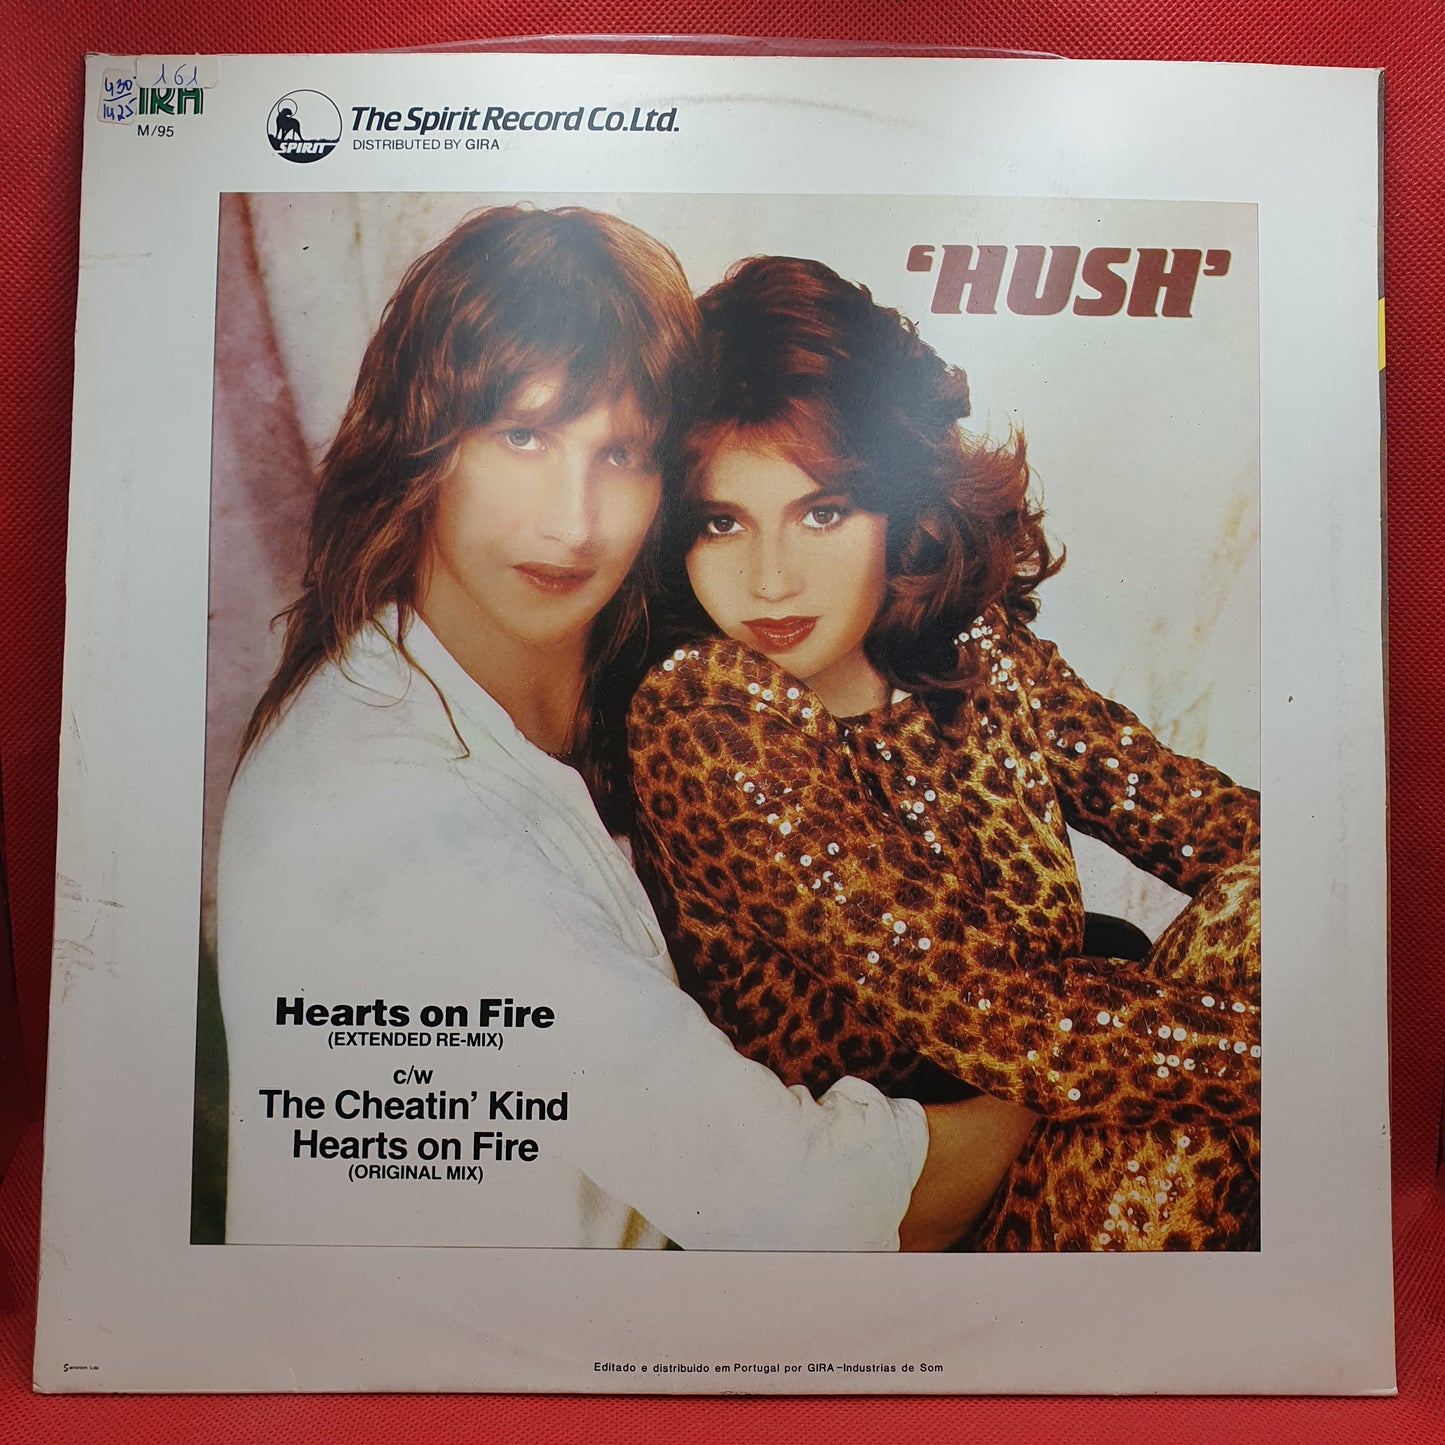 430
1425
161
IRA
M/95
SPIRIT
The Spirit Record Co.Ltd.
DISTRIBUTED BY GIRA
‘HUSH’
Hearts on Fire
(EXTENDED RE-MIX)
c/w
The Cheatin’ Kind
Hearts on Fire
(ORIGINAL MIX)
Editado e distribuido em Portugal por GIRA–Industrias de Som